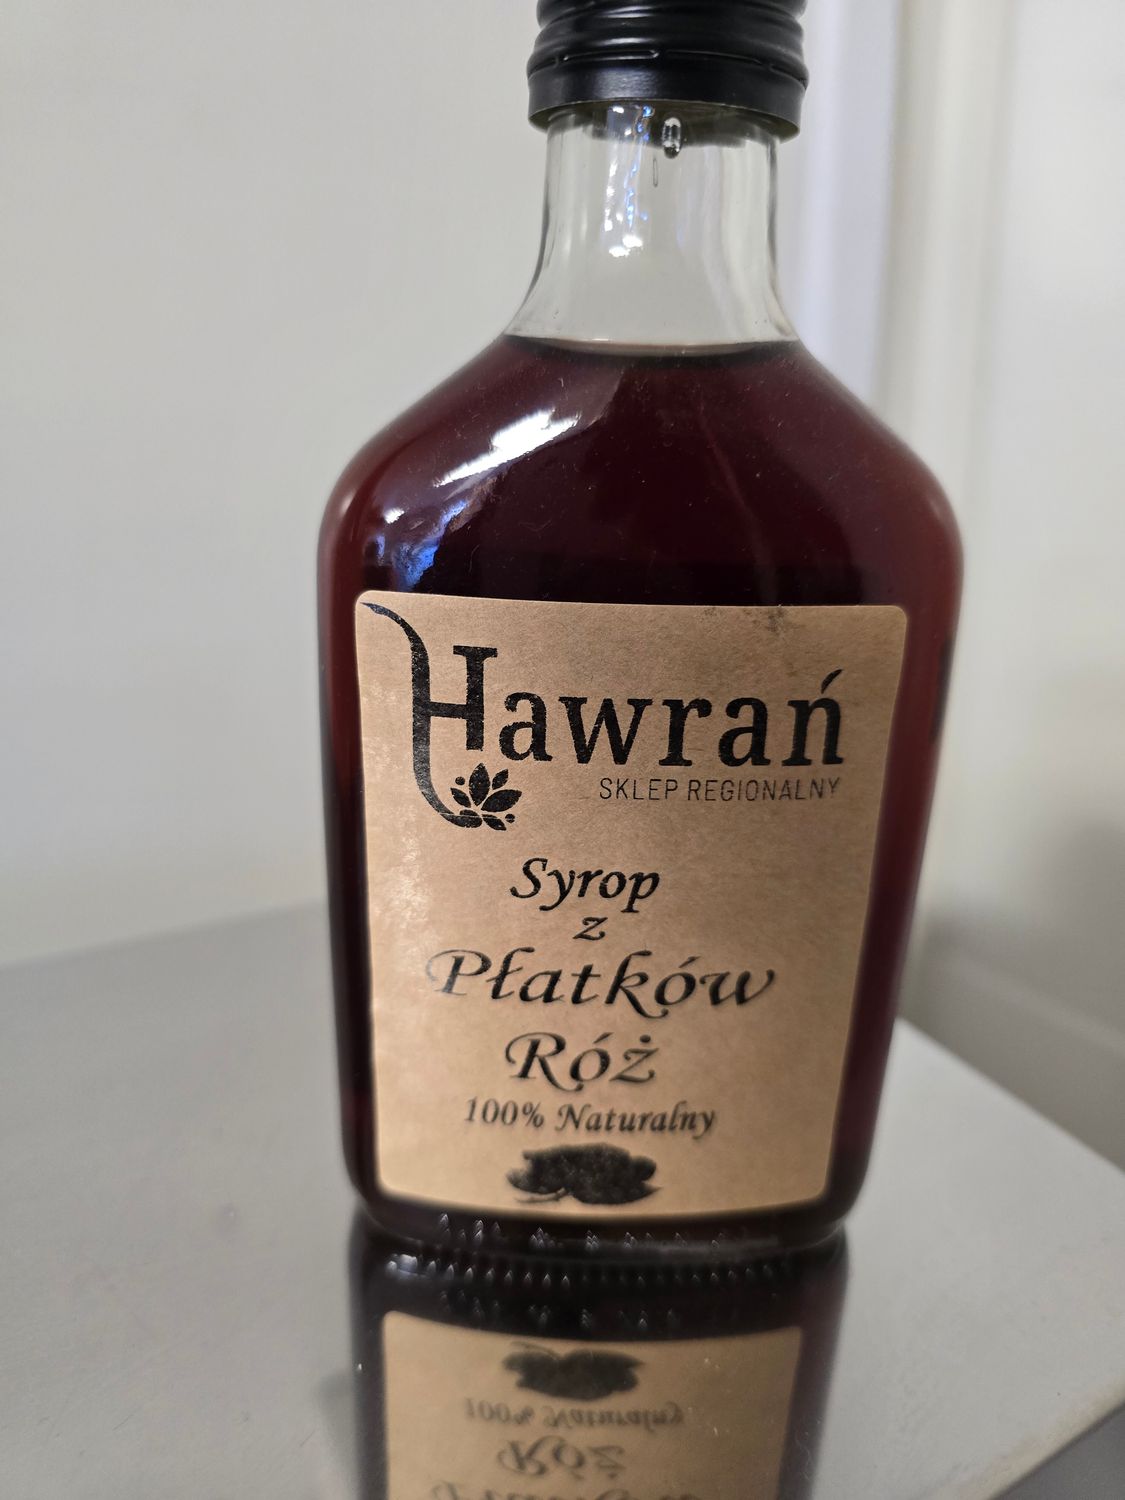 Hawrań
SKLEP REGIONALNY
Syrop
z
Płatków
Róż
100% Naturalny